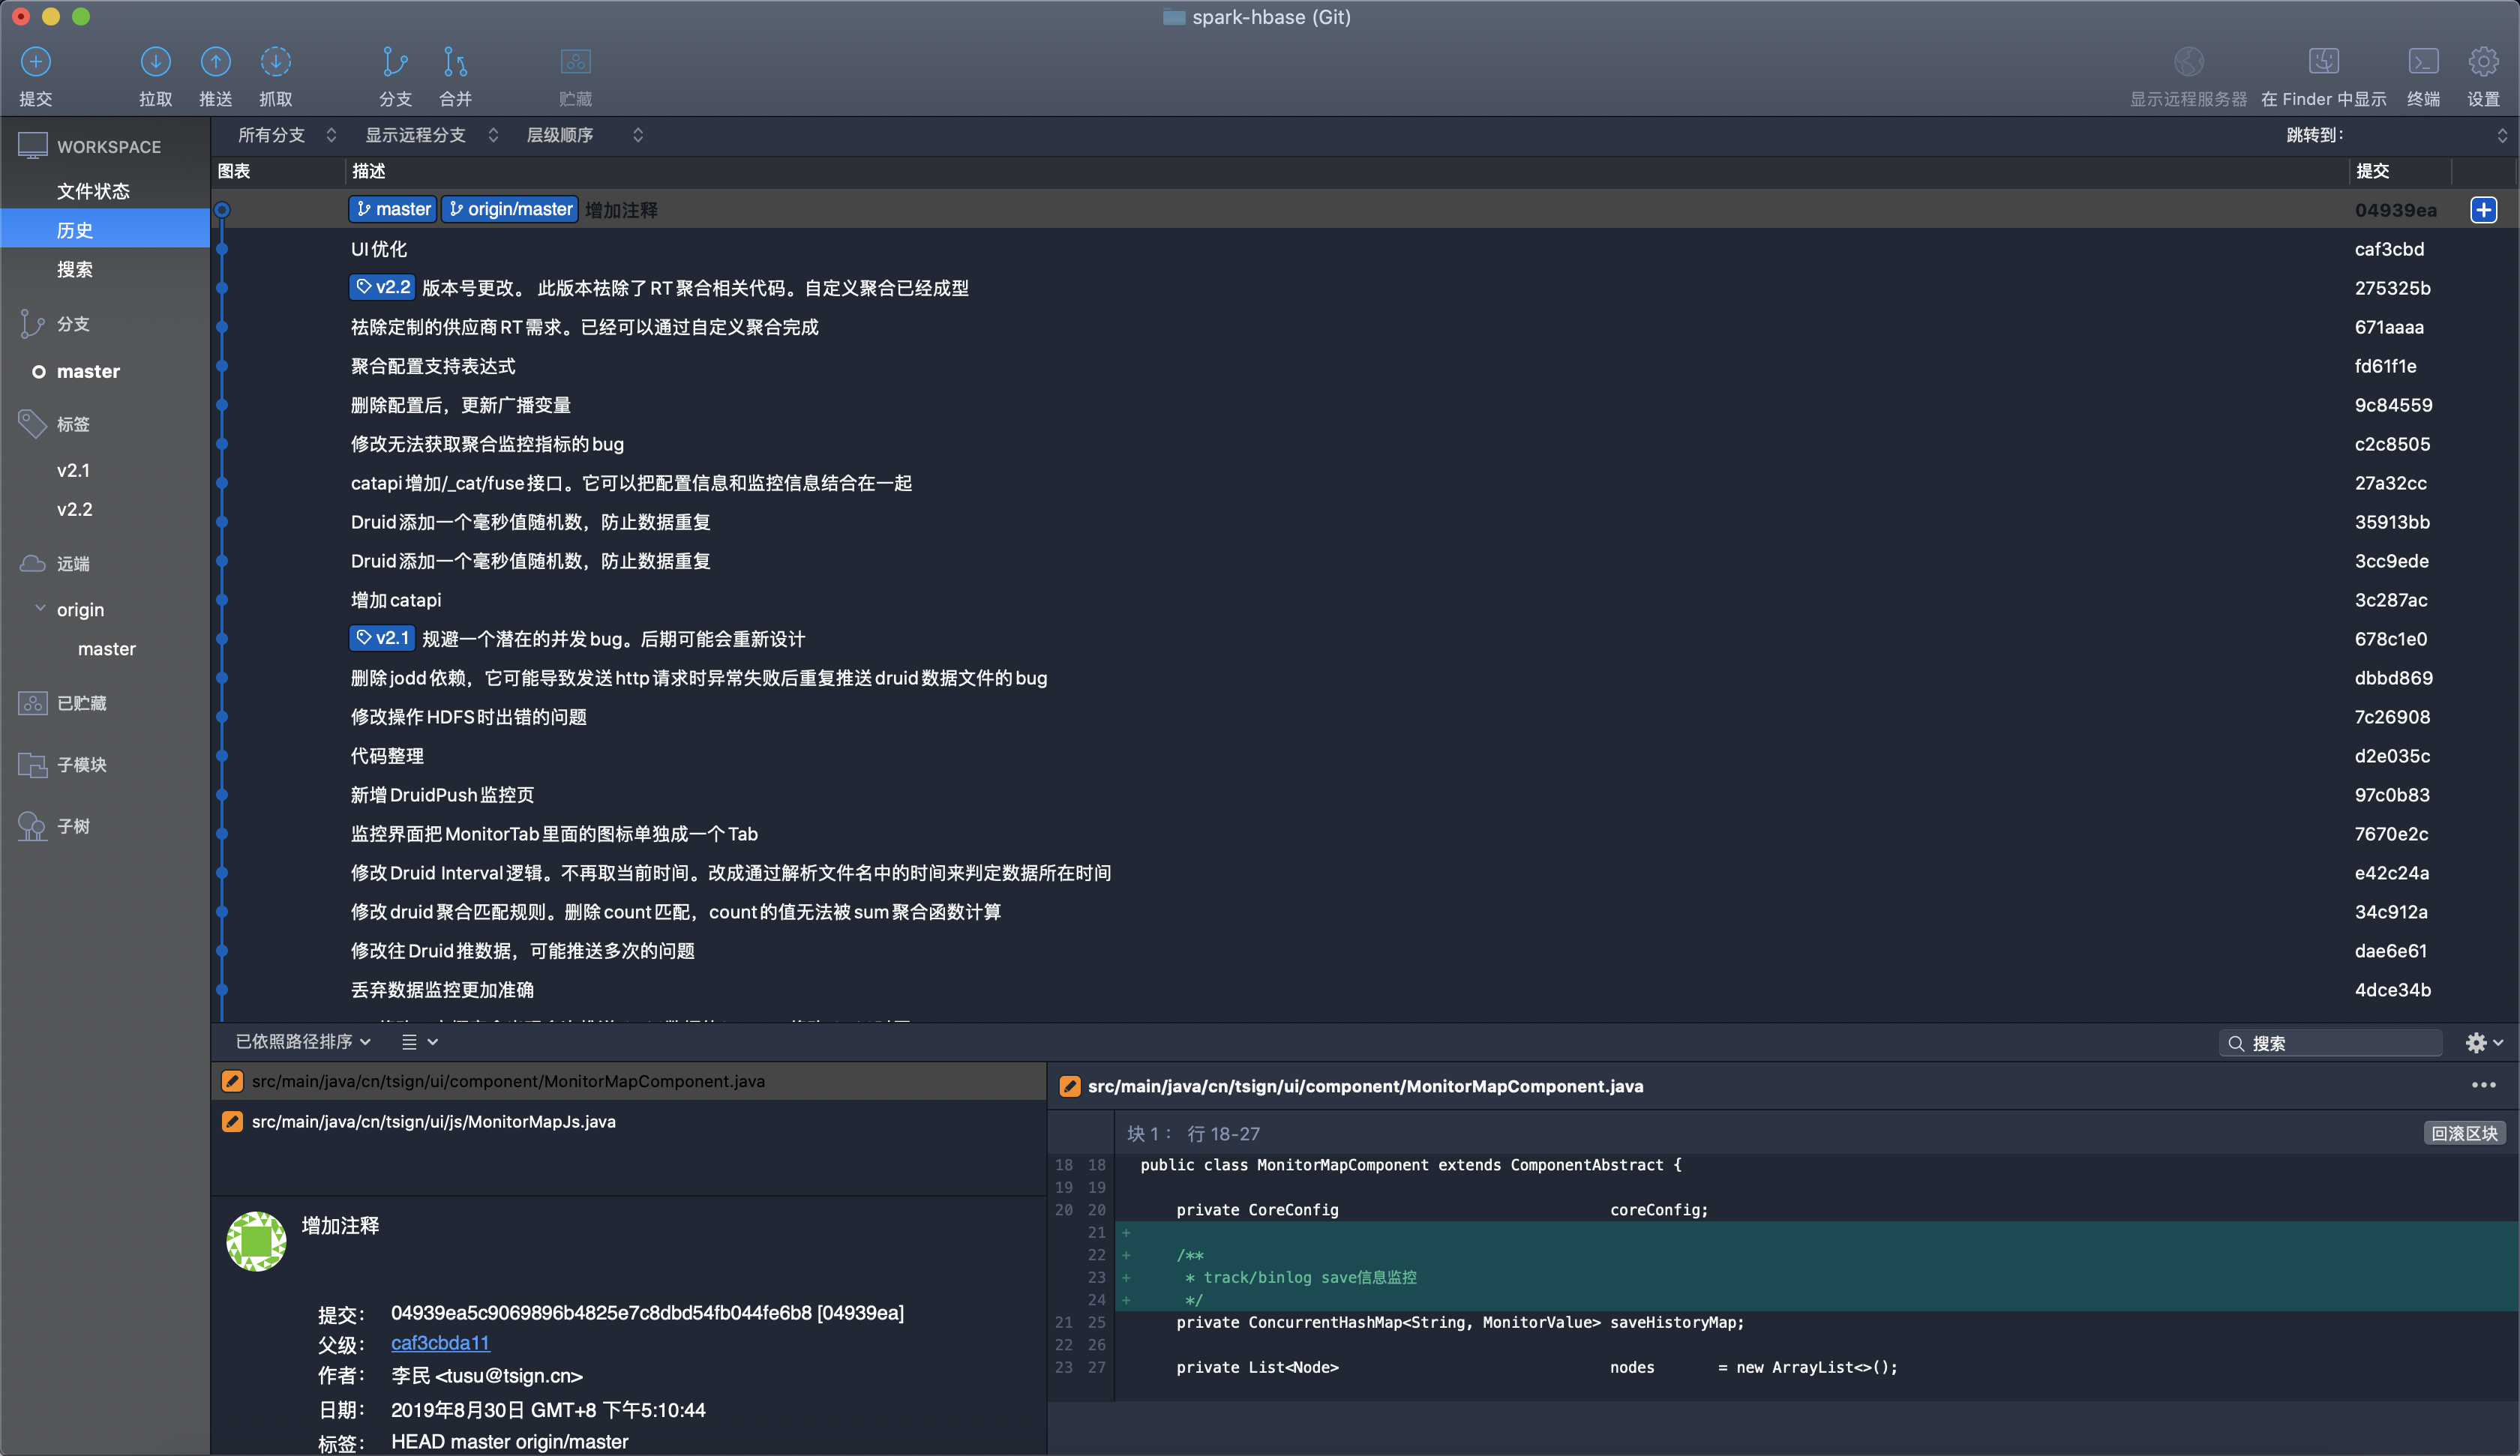 spark-hbase (Git)
提交 拉取 推送 抓取 分支 合并 贮藏 显示远程服务器 在 Finder 中显示 终端 设置
WORKSPACE
文件状态
历史
搜索
分支
master
标签
v2.1
v2.2
远端
origin
master
已贮藏
子模块
子树
所有分支 显示远程分支 层级顺序 跳转到：
图表 描述 提交
master origin/master 增加注释 04939ea
UI优化 caf3cbd
v2.2 版本号更改。 此版本祛除了RT聚合相关代码。自定义聚合已经成型 275325b
祛除定制的供应商RT需求。已经可以通过自定义聚合完成 671aaaa
聚合配置支持表达式 fd61f1e
删除配置后，更新广播变量 9c84559
修改无法获取聚合监控指标的bug c2c8505
catapi增加/_cat/fuse接口。它可以把配置信息和监控信息结合在一起 27a32cc
Druid添加一个毫秒值随机数，防止数据重复 35913bb
Druid添加一个毫秒值随机数，防止数据重复 3cc9ede
增加catapi 3c287ac
v2.1 规避一个潜在的并发bug。后期可能会重新设计 678c1e0
删除jodd依赖，它可能导致发送http请求时异常失败后重复推送druid数据文件的bug dbbd869
修改操作HDFS时出错的问题 7c26908
代码整理 d2e035c
新增DruidPush监控页 97c0b83
监控界面把MonitorTab里面的图标单独成一个Tab 7670e2c
修改Druid Interval逻辑。不再取当前时间。改成通过解析文件名中的时间来判定数据所在时间 e42c24a
修改druid聚合匹配规则。删除count匹配，count的值无法被sum聚合函数计算 34c912a
修改往Druid推数据，可能推送多次的问题 dae6e61
丢弃数据监控更加准确 4dce34b
已依照路径排序 搜索
src/main/java/cn/tsign/ui/component/MonitorMapComponent.java
src/main/java/cn/tsign/ui/js/MonitorMapJs.java
增加注释
提交： 04939ea5c9069896b4825e7c8dbd54fb044fe6b8 [04939ea]
父级： caf3cbda11
作者： 李民 <tusu@tsign.cn>
日期： 2019年8月30日 GMT+8 下午5:10:44
标签： HEAD master origin/master
src/main/java/cn/tsign/ui/component/MonitorMapComponent.java
块 1： 行 18-27 回滚区块
18 18 public class MonitorMapComponent extends ComponentAbstract {
19 19
20 20 private CoreConfig coreConfig;
21 +
22 + /**
23 + * track/binlog save信息监控
24 + */
21 25 private ConcurrentHashMap<String, MonitorValue> saveHistoryMap;
22 26
23 27 private List<Node> nodes = new ArrayList<>();